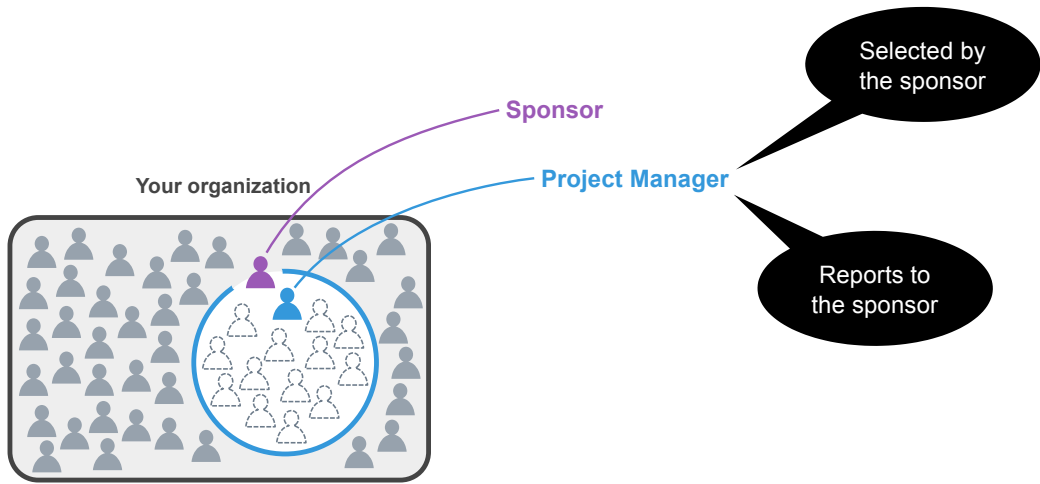 Selected by
the sponsor
Sponsor
Project Manager
Your organization
Reports to
the sponsor